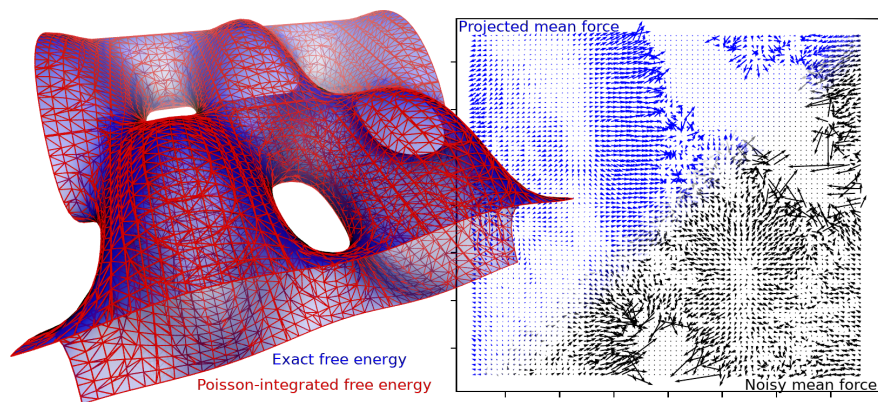 Projected mean force
Exact free energy
Poisson-integrated free energy
Noisy mean force